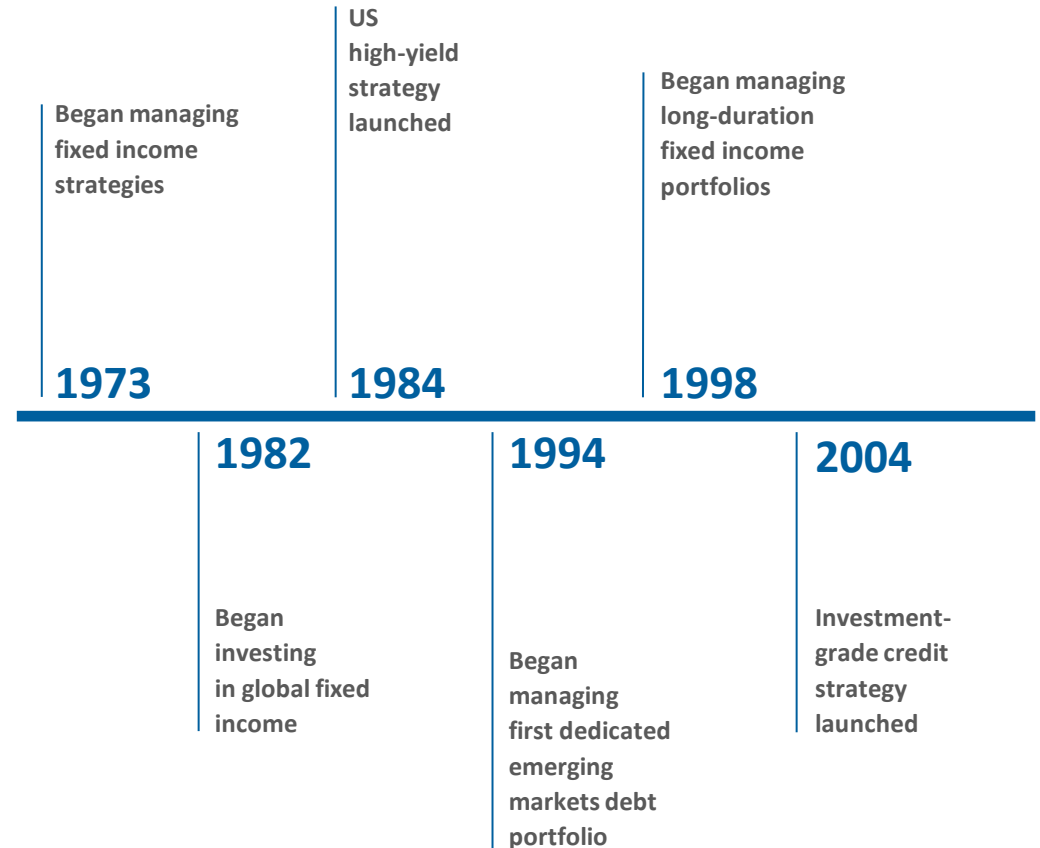 Began managing
fixed income
strategies
1973
US
high-yield
strategy
launched
1984
Began managing
long-duration
fixed income
portfolios
1998
1982
Began
investing
in global fixed
income
1994
Began
managing
first dedicated
emerging
markets debt
portfolio
2004
Investment-
grade credit
strategy
launched